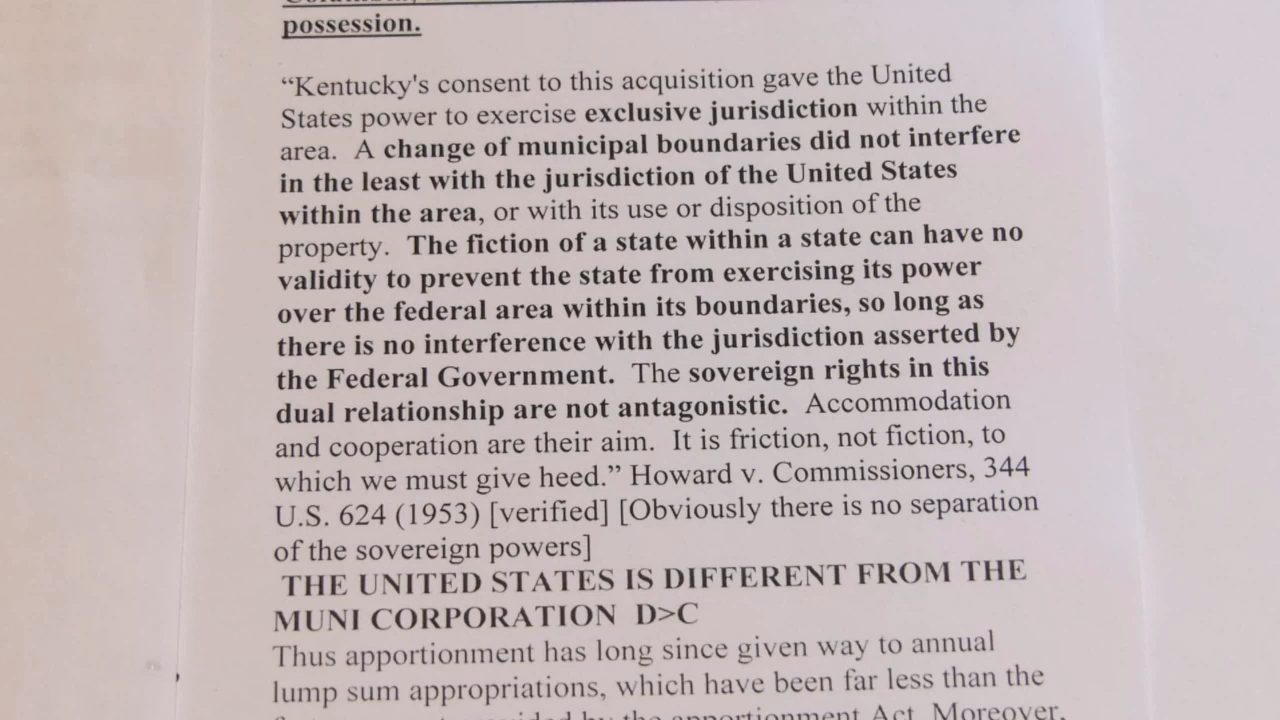 possession.
“Kentucky's consent to this acquisition gave the United
States power to exercise exclusive jurisdiction within the
area. A change of municipal boundaries did not interfere
in the least with the jurisdiction of the United States
within the area, or with its use or disposition of the
property. The fiction of a state within a state can have no
validity to prevent the state from exercising its power
over the federal area within its boundaries, so long as
there is no interference with the jurisdiction asserted by
the Federal Government. The sovereign rights in this
dual relationship are not antagonistic. Accommodation
and cooperation are their aim. It is friction, not fiction, to
which we must give heed.” Howard v. Commissioners, 344
U.S. 624 (1953) [verified] [Obviously there is no separation
of the sovereign powers]
THE UNITED STATES IS DIFFERENT FROM THE
MUNI CORPORATION D>C
Thus apportionment has long since given way to annual
lump sum appropriations, which have been far less than the
by the apportionment Act. Moreover,